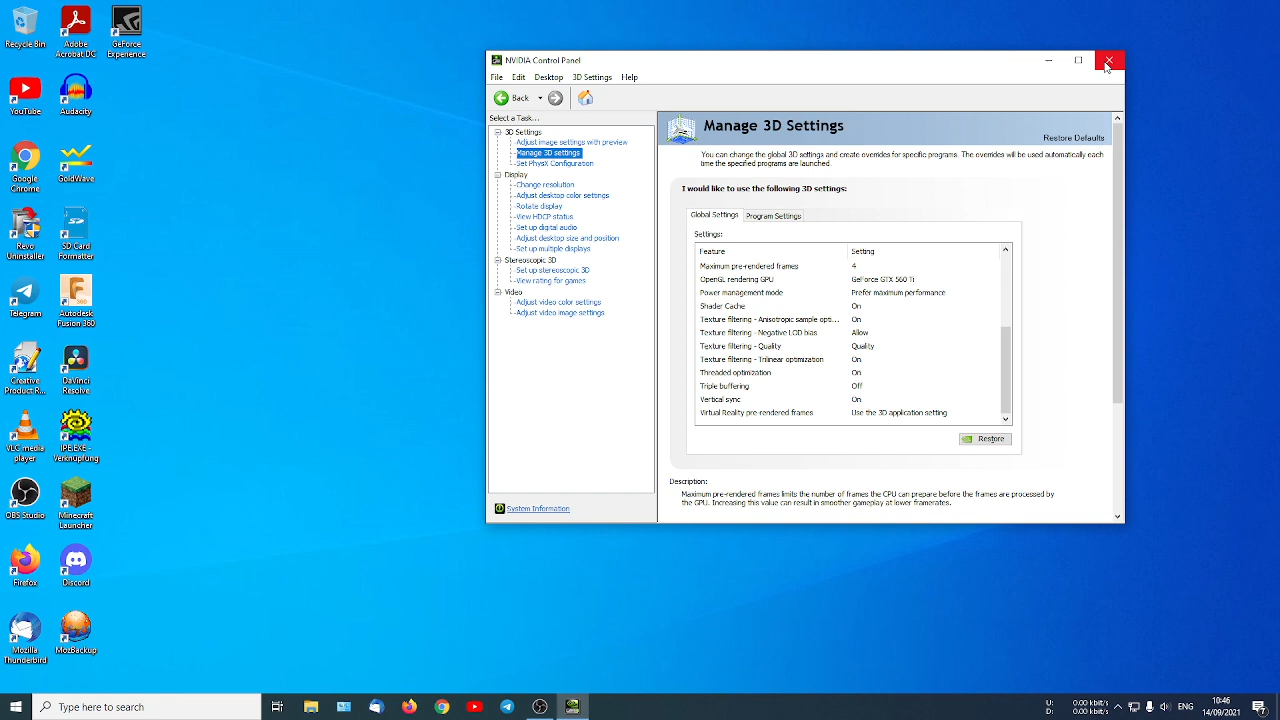 Recycle Bin
Adobe
Acrobat DC
GeForce
Experience
YouTube
Audacity
Google
Chrome
GoldWave
Revo
Uninstaller
SD Card
Formatter
Telegram
Autodesk
Fusion 360
Creative
Product R...
DaVinci
Resolve
VLC media
player
IPE.EXE -
Verknüpfung
OBS Studio
Minecraft
Launcher
Firefox
Discord
Mozilla
Thunderbird
MozBackup
NVIDIA Control Panel
File Edit Desktop 3D Settings Help
Back
Select a Task...
3D Settings
Adjust image settings with preview
Manage 3D settings
Set PhysX Configuration
Display
Change resolution
Adjust desktop color settings
Rotate display
View HDCP status
Set up digital audio
Adjust desktop size and position
Set up multiple displays
Stereoscopic 3D
Set up stereoscopic 3D
View rating for games
Video
Adjust video color settings
Adjust video image settings
System Information
Manage 3D Settings
Restore Defaults
You can change the global 3D settings and create overrides for specific programs. The overrides will be used automatically each
time the specified programs are launched.
I would like to use the following 3D settings:
Global Settings Program Settings
Settings:
Feature Setting
Maximum pre-rendered frames 4
OpenGL rendering GPU GeForce GTX 560 Ti
Power management mode Prefer maximum performance
Shader Cache On
Texture filtering - Anisotropic sample opti... On
Texture filtering - Negative LOD bias Allow
Texture filtering - Quality Quality
Texture filtering - Trilinear optimization On
Threaded optimization On
Triple buffering Off
Vertical sync On
Virtual Reality pre-rendered frames Use the 3D application setting
Restore
Description:
Maximum pre-rendered frames limits the number of frames the CPU can prepare before the frames are processed by
the GPU. Increasing this value can result in smoother gameplay at lower framerates.
Type here to search
U: 0.00 kbit/s
D: 0.00 kbit/s
ENG
10:46
14/09/2021
2